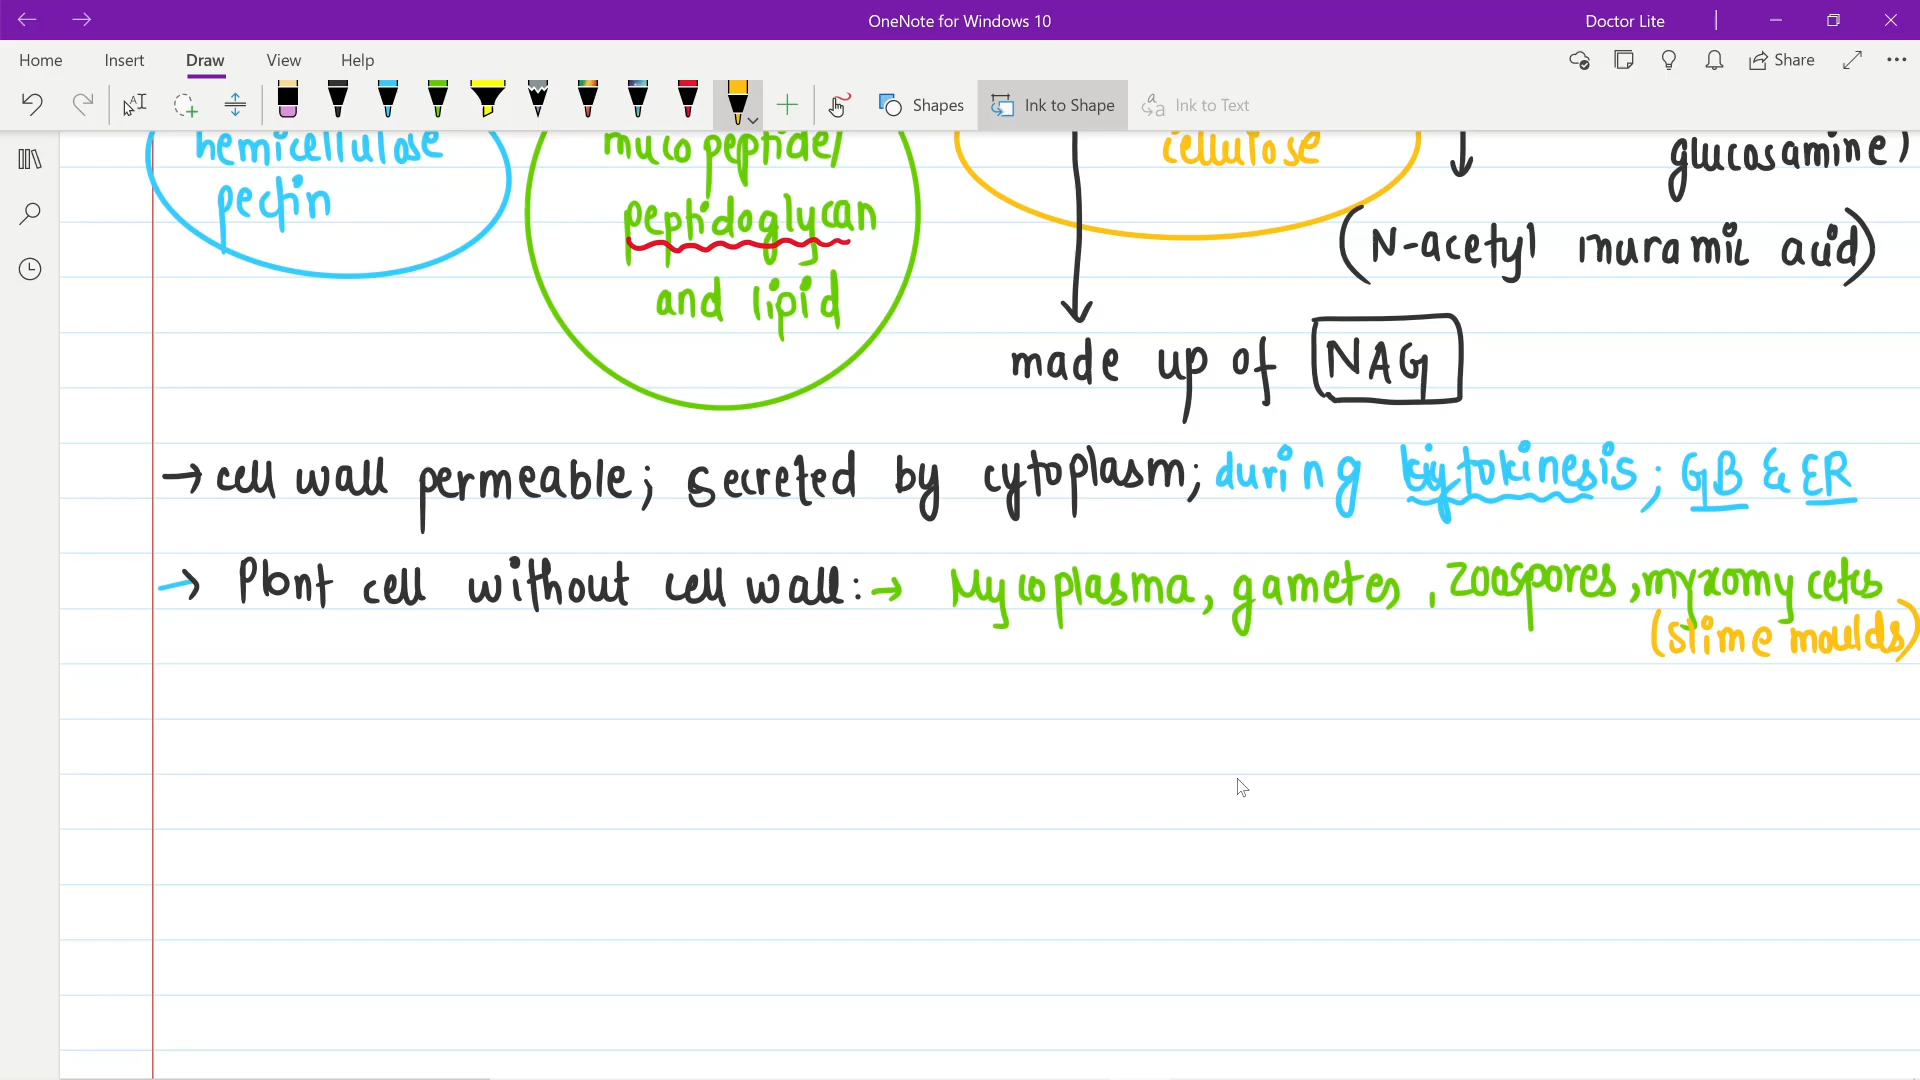 OneNote for Windows 10
Doctor Lite
Home Insert Draw View Help
Share
Shapes Ink to Shape Ink to Text
hemicellulose
pectin
mucopeptide/
peptidoglycan
and lipid
cellulose
glucosamine)
(N-acetyl muramic acid)
made up of NAG
→ cell wall permeable; secreted by cytoplasm; during cytokinesis; GB & ER
→ Plant cell without cell wall:→ Mycoplasma, gametes, zoospores, myxomycetes
(slime moulds)